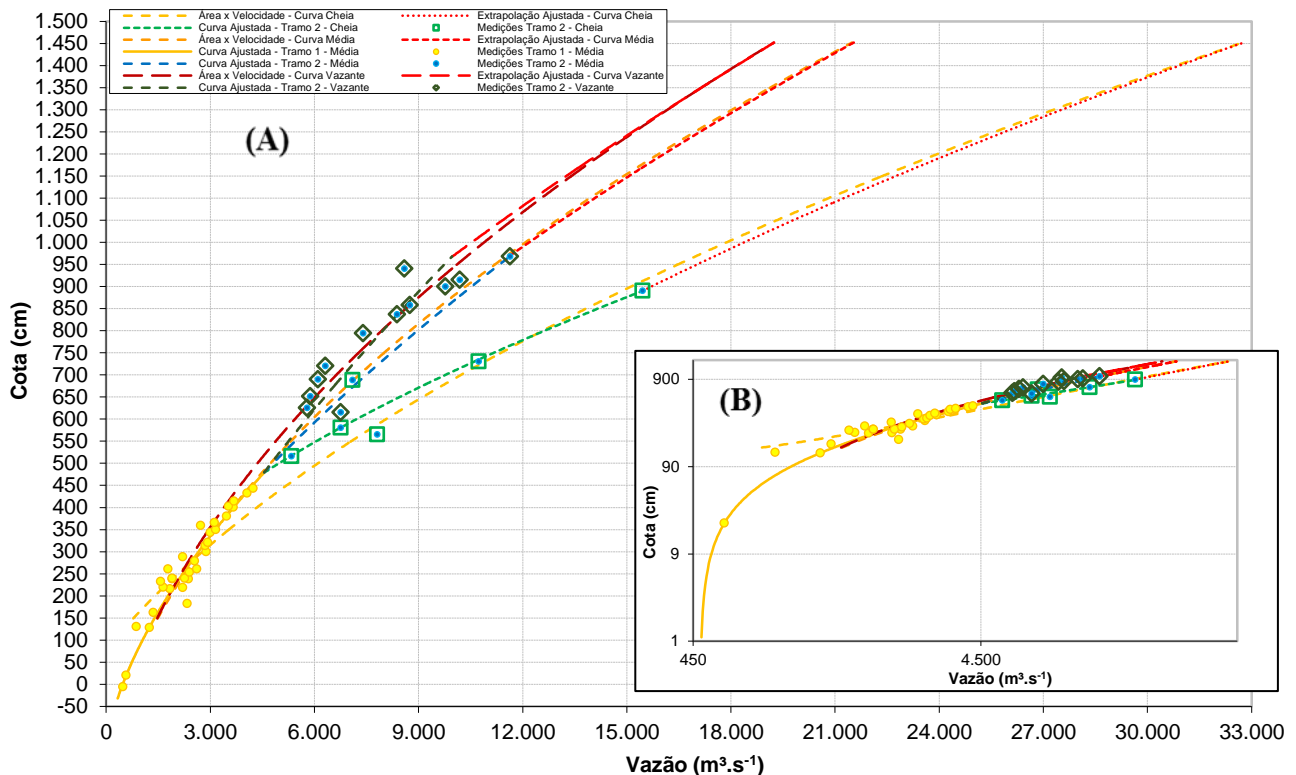 1.500
1.450
1.400
1.350
1.300
1.250
1.200
1.150
1.100
1.050
1.000
950
900
850
800
750
700
650
600
550
500
450
400
350
300
250
200
150
100
50
0
-50
Cota (cm)
Área x Velocidade - Curva Cheia
Extrapolação Ajustada - Curva Cheia
Curva Ajustada - Tramo 2 - Cheia
Medições Tramo 2 - Cheia
Área x Velocidade - Curva Média
Extrapolação Ajustada - Curva Média
Curva Ajustada - Tramo 1 - Média
Medições Tramo 1 - Média
Curva Ajustada - Tramo 2 - Média
Medições Tramo 2 - Média
Área x Velocidade - Curva Vazante
Extrapolação Ajustada - Curva Vazante
Curva Ajustada - Tramo 2 - Vazante
Medições Tramo 2 - Vazante
(A)
(B)
900
90
9
1
Cota (cm)
450
4.500
Vazão (m³.s⁻¹)
0
3.000
6.000
9.000
12.000
15.000
18.000
21.000
24.000
27.000
30.000
33.000
Vazão (m³.s⁻¹)